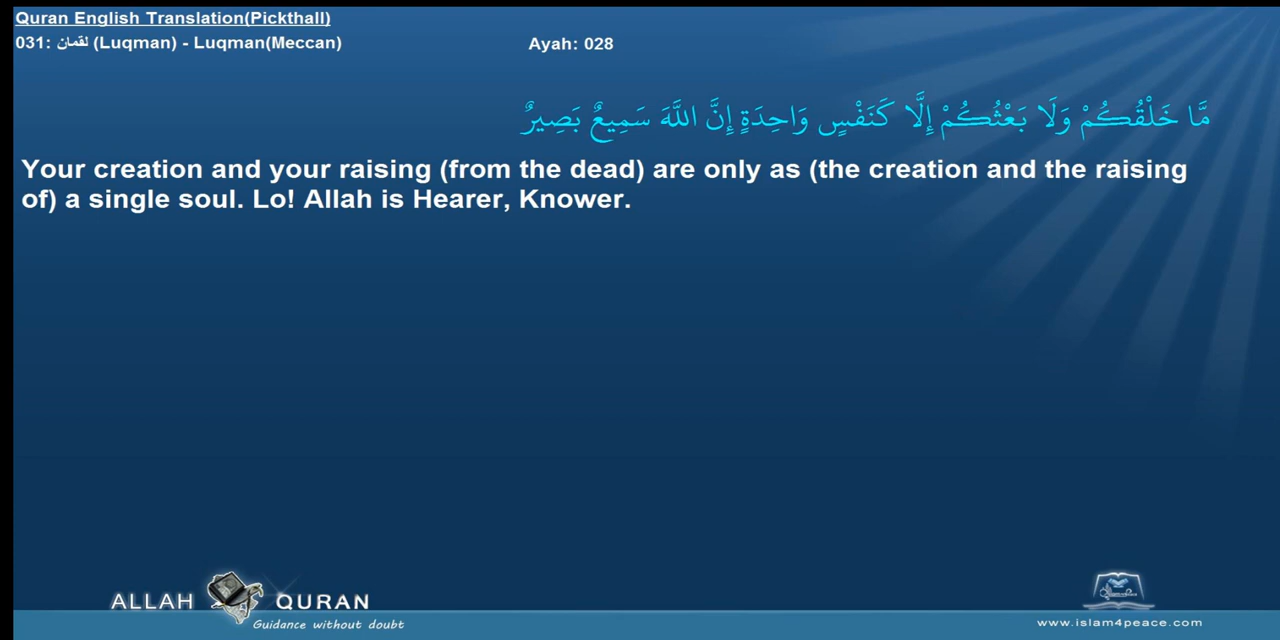 Quran English Translation(Pickthall)
031: لقمان (Luqman) - Luqman(Meccan)
Ayah: 028
مَّا خَلْقُكُمْ وَلَا بَعْثُكُمْ إِلَّا كَنَفْسٍ وَاحِدَةٍ إِنَّ اللَّهَ سَمِيعٌ بَصِيرٌ
Your creation and your raising (from the dead) are only as (the creation and the raising
of) a single soul. Lo! Allah is Hearer, Knower.
ALLAH QURAN
Guidance without doubt
www.islam4peace.com